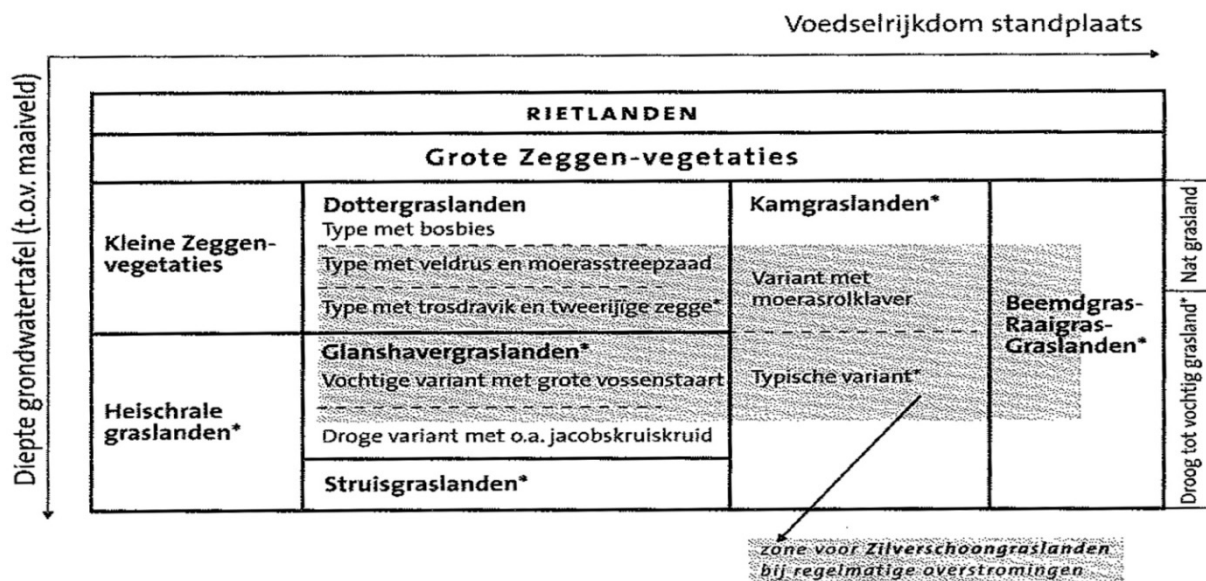 Voedselrijkdom standplaats
Diepte grondwatertafel (t.o.v. maaiveld)
RIETLANDEN
Grote Zeggen-vegetaties
Kleine Zeggen-
vegetaties
Heischrale
graslanden*
Dottergraslanden
Type met bosbies
Type met veldrus en moerasstreepzaad
Type met trosdravik en tweerijïge zegge*
Glanshavergraslanden*
Vochtige variant met grote vossenstaart
Droge variant met o.a. jacobskruiskruid
Struisgraslanden*
Kamgraslanden*
Variant met
moerasrolklaver
Typische variant*
Beemdgras-
Raaigras-
Graslanden*
Nat grasland
Droog tot vochtig grasland*
zone voor Zilverschoongraslanden
bij regelmatige overstromingen